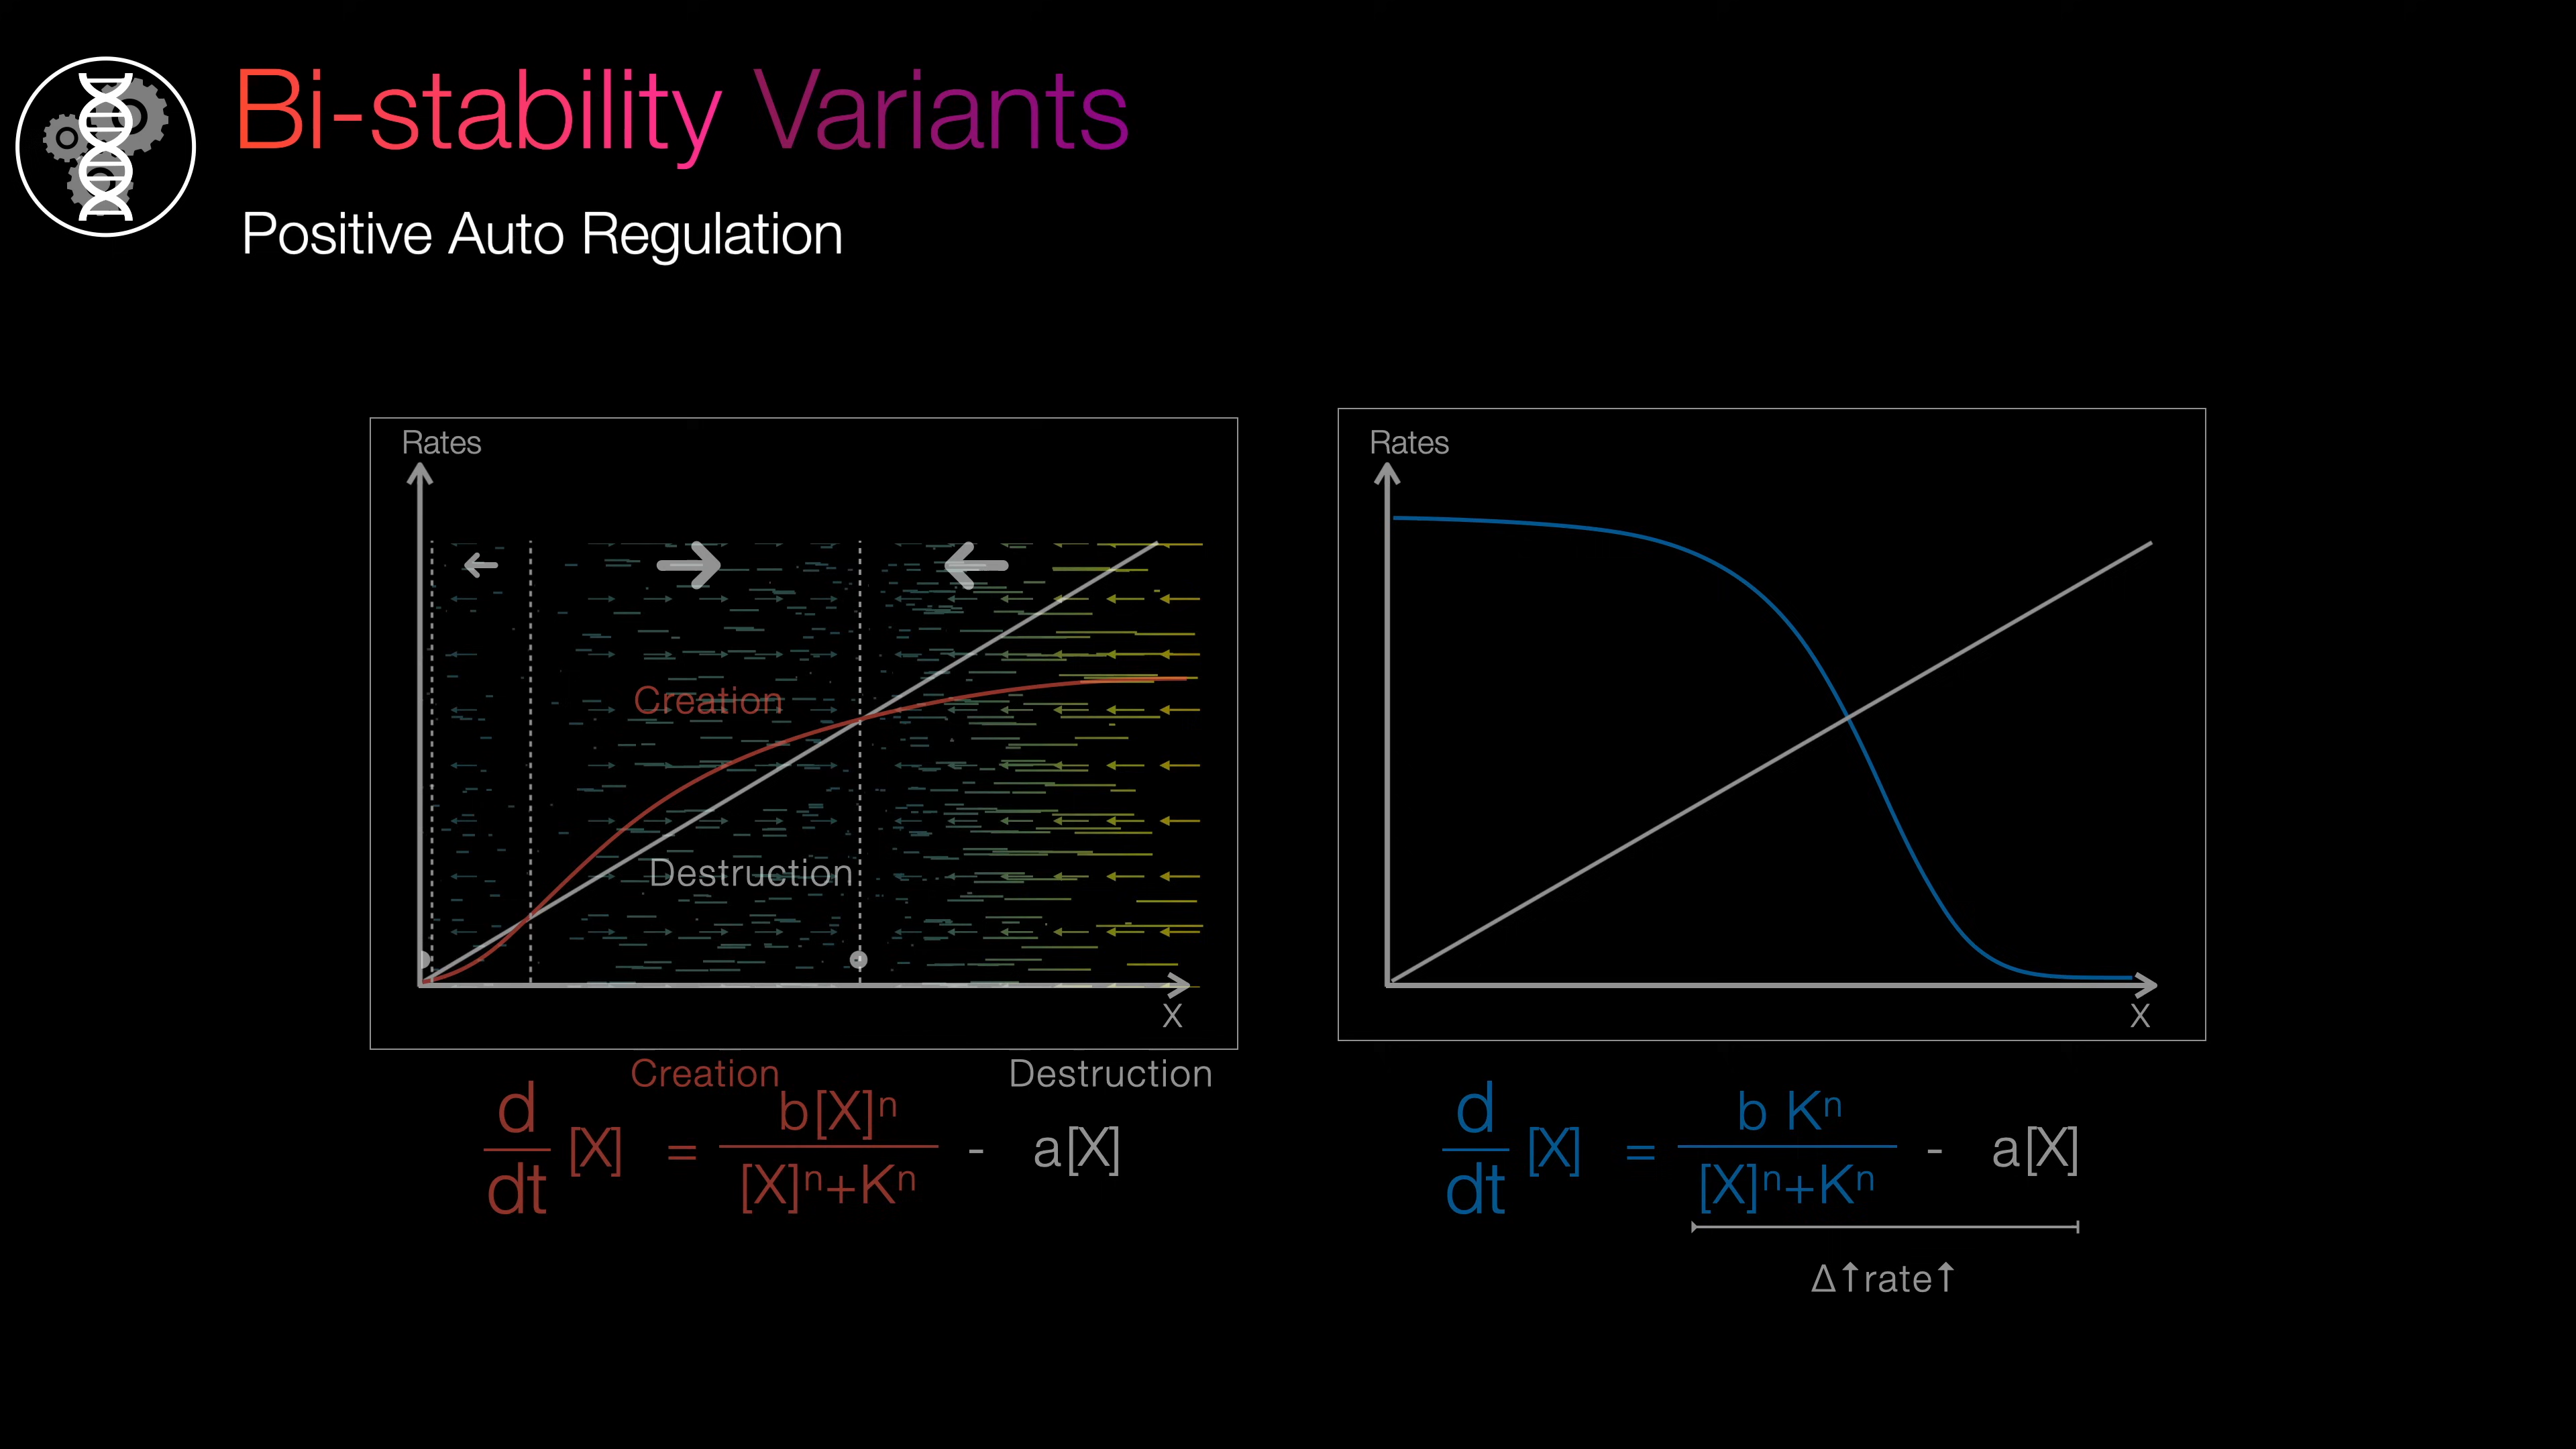 Bi-stability Variants
Positive Auto Regulation
Rates
Creation
Destruction
X
Rates
X
Creation
Destruction
d/dt [X] = b[X]ⁿ/[X]ⁿ+Kⁿ - a[X]
d/dt [X] = b Kⁿ/[X]ⁿ+Kⁿ - a[X]
Δ↑rate↑